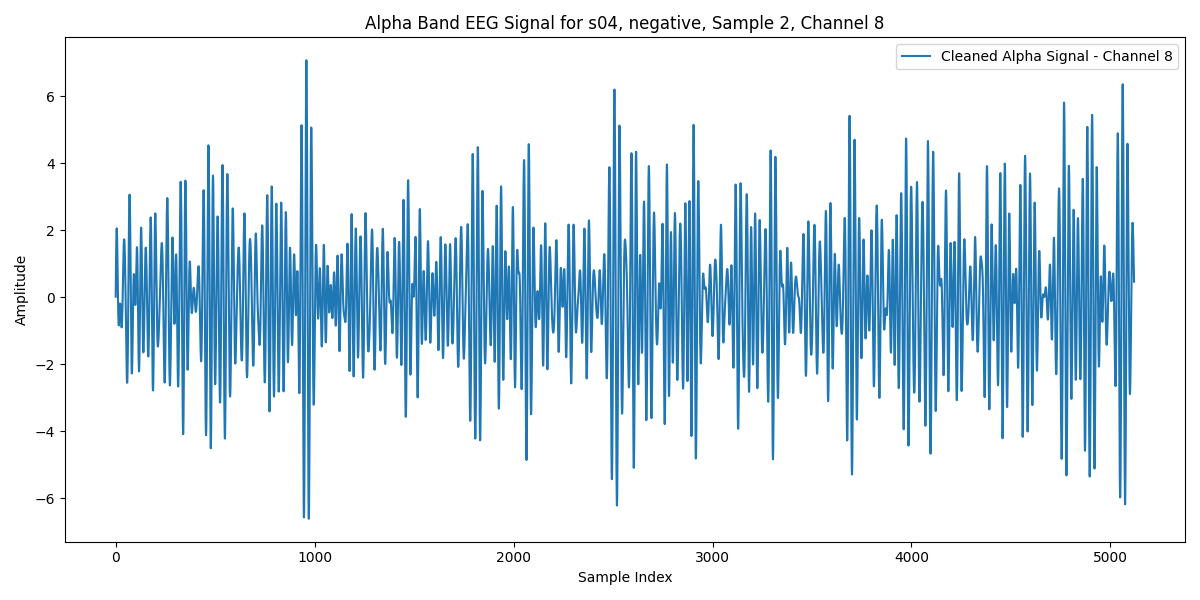 Alpha Band EEG Signal for s04, negative, Sample 2, Channel 8
Cleaned Alpha Signal - Channel 8
Amplitude
6
4
2
0
−2
−4
−6
0 1000 2000 3000 4000 5000
Sample Index